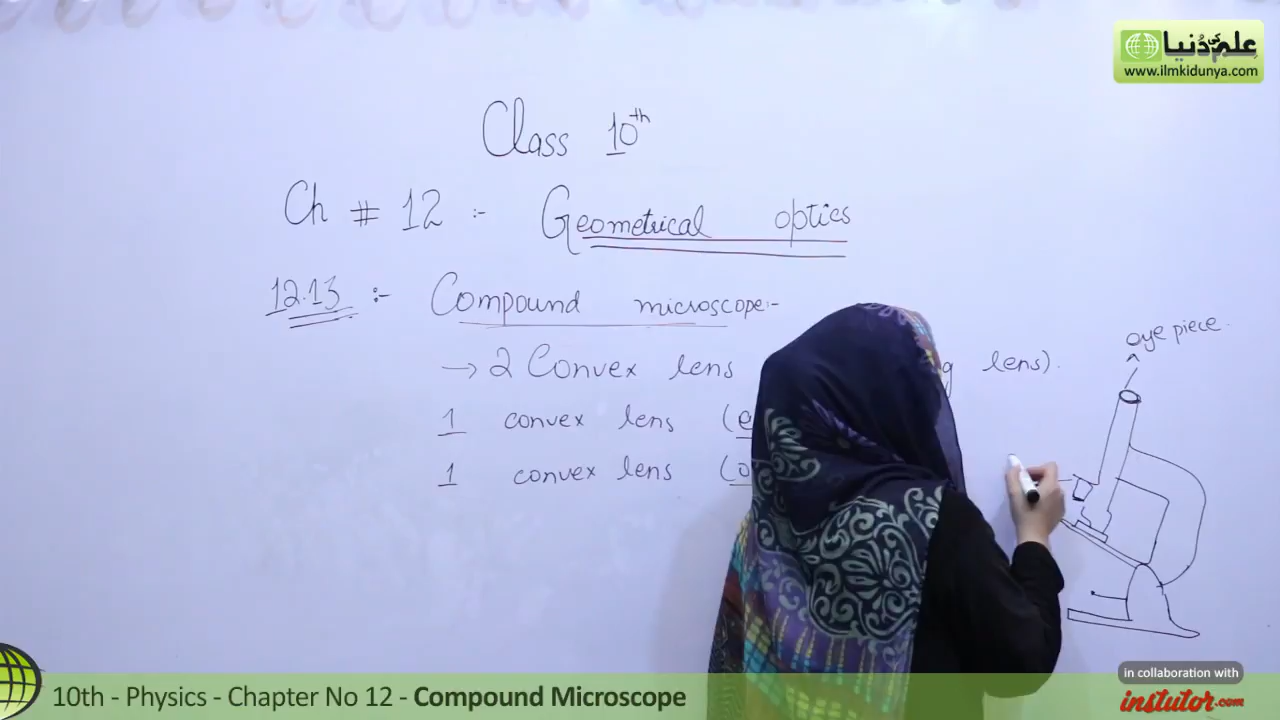 علم کی دُنیا
www.ilmkidunya.com
Class 10th
Ch # 12 :- Geometrical optics
12.13 :- Compound microscope:-
→ 2 Convex lens lens).
1 convex lens (e
1 convex lens (o
eye piece.
in collaboration with
instutor.com
10th - Physics - Chapter No 12 - Compound Microscope